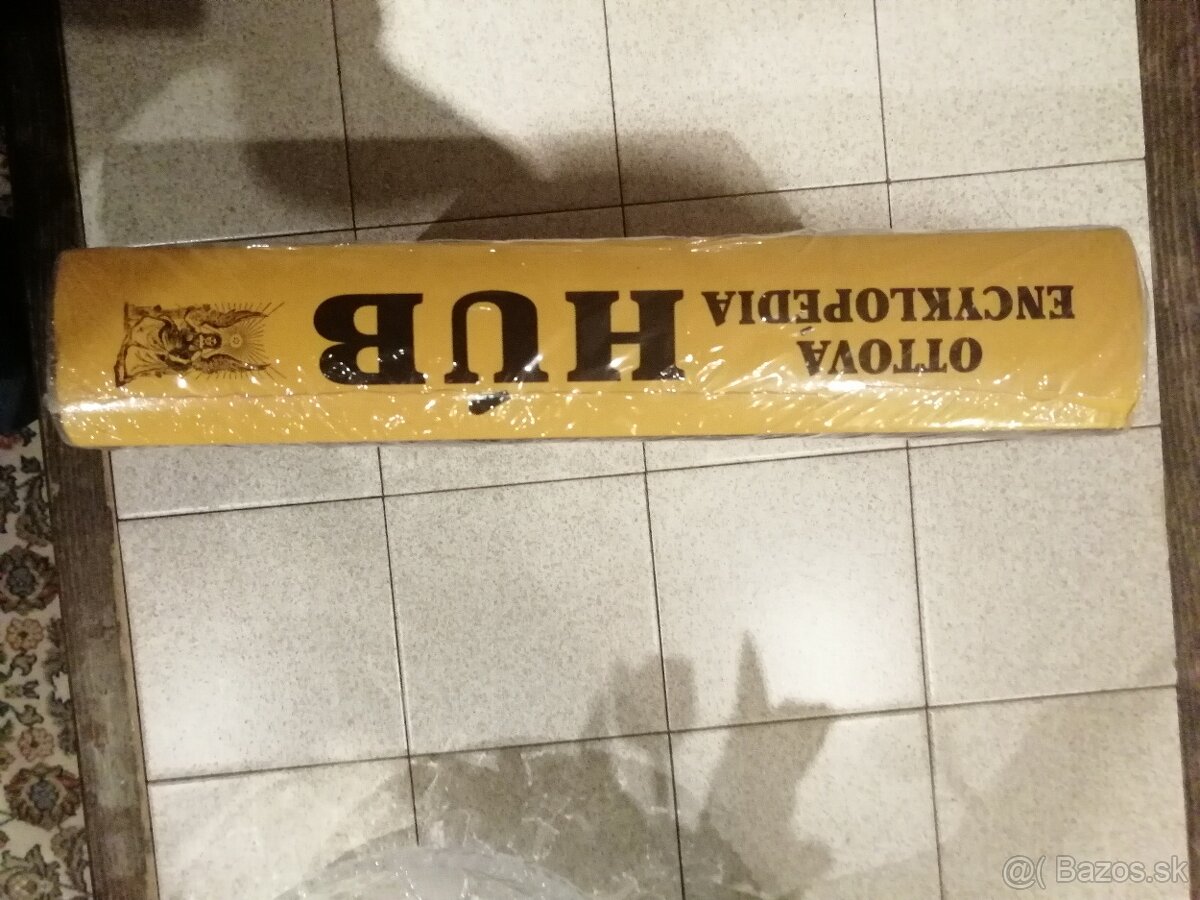 OTTOVA
ENCYKLOPEDIA
HÚB
@( Bazos.sk